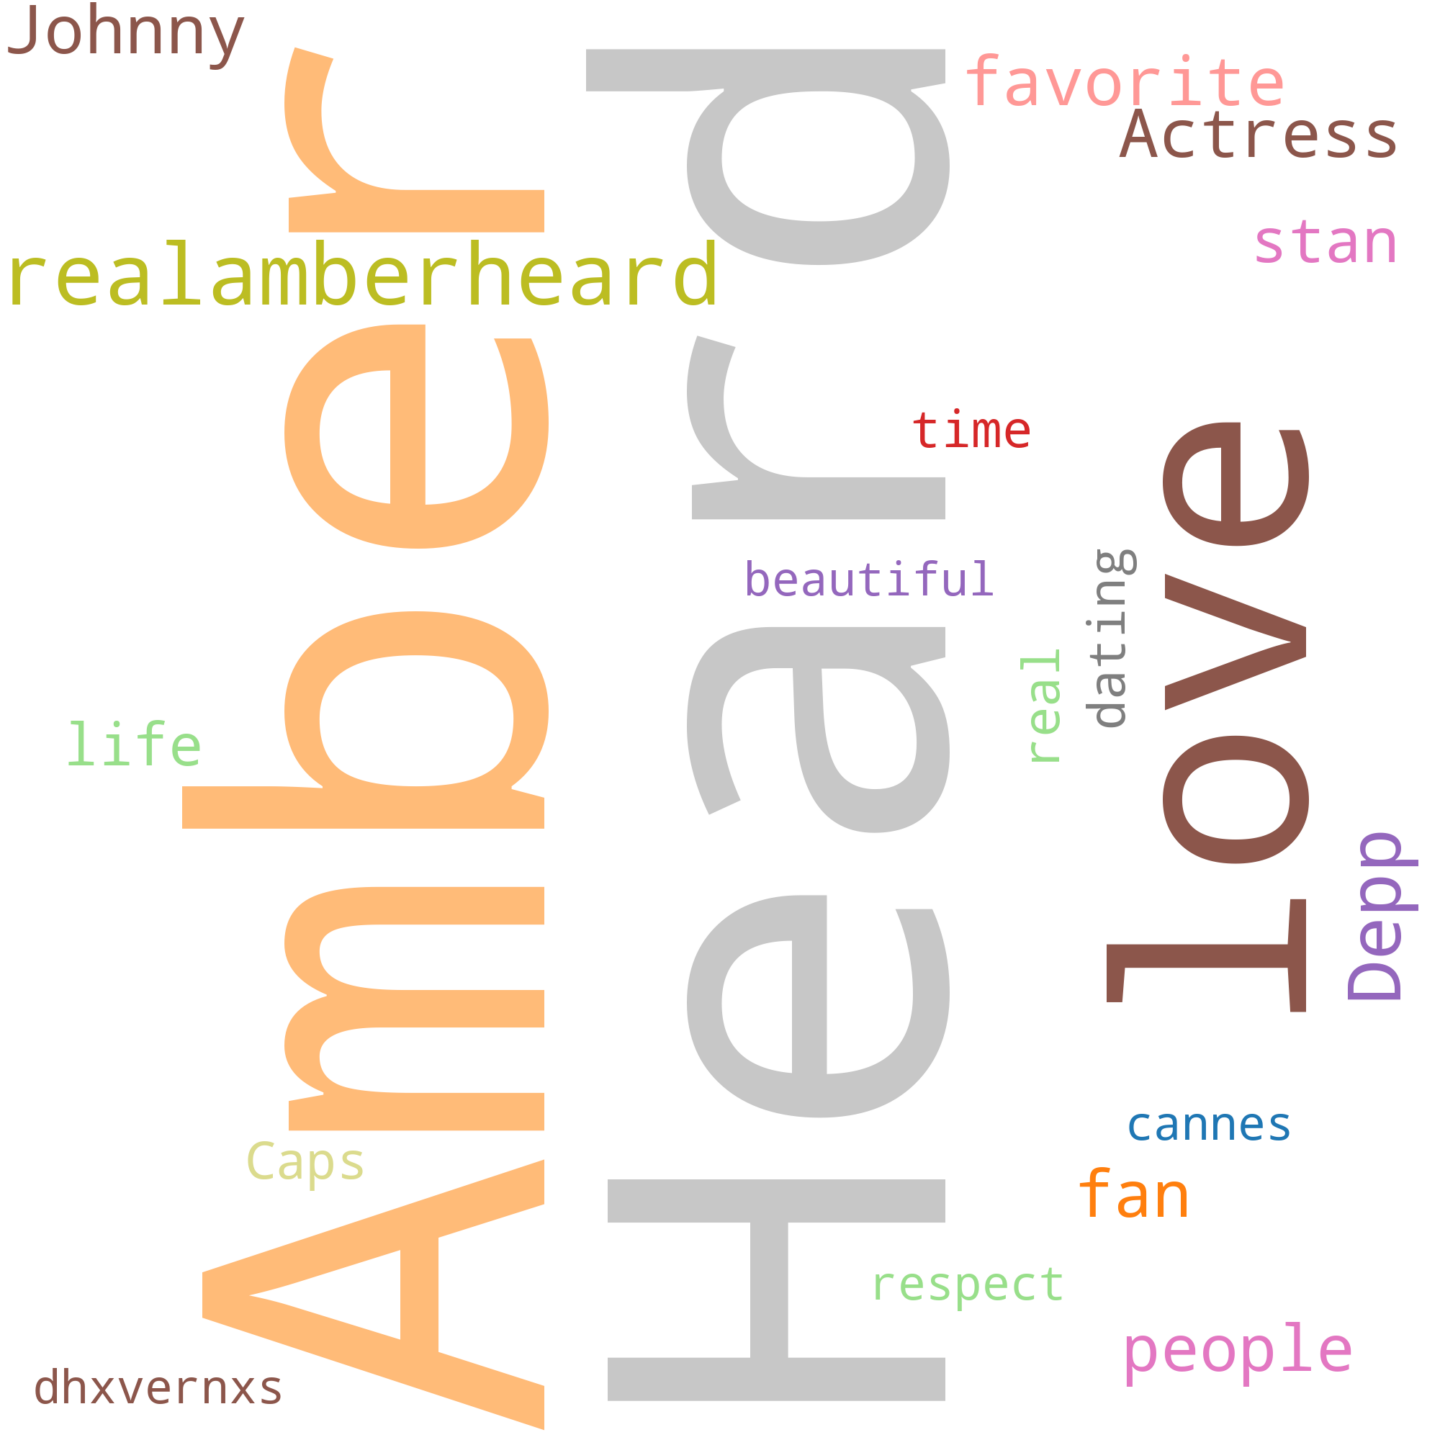 Johnny
favorite
Actress
stan
realamberheard
Amber
Heard
time
beautiful
real
dating
love
life
Depp
cannes
Caps
fan
respect
people
dhxvernxs